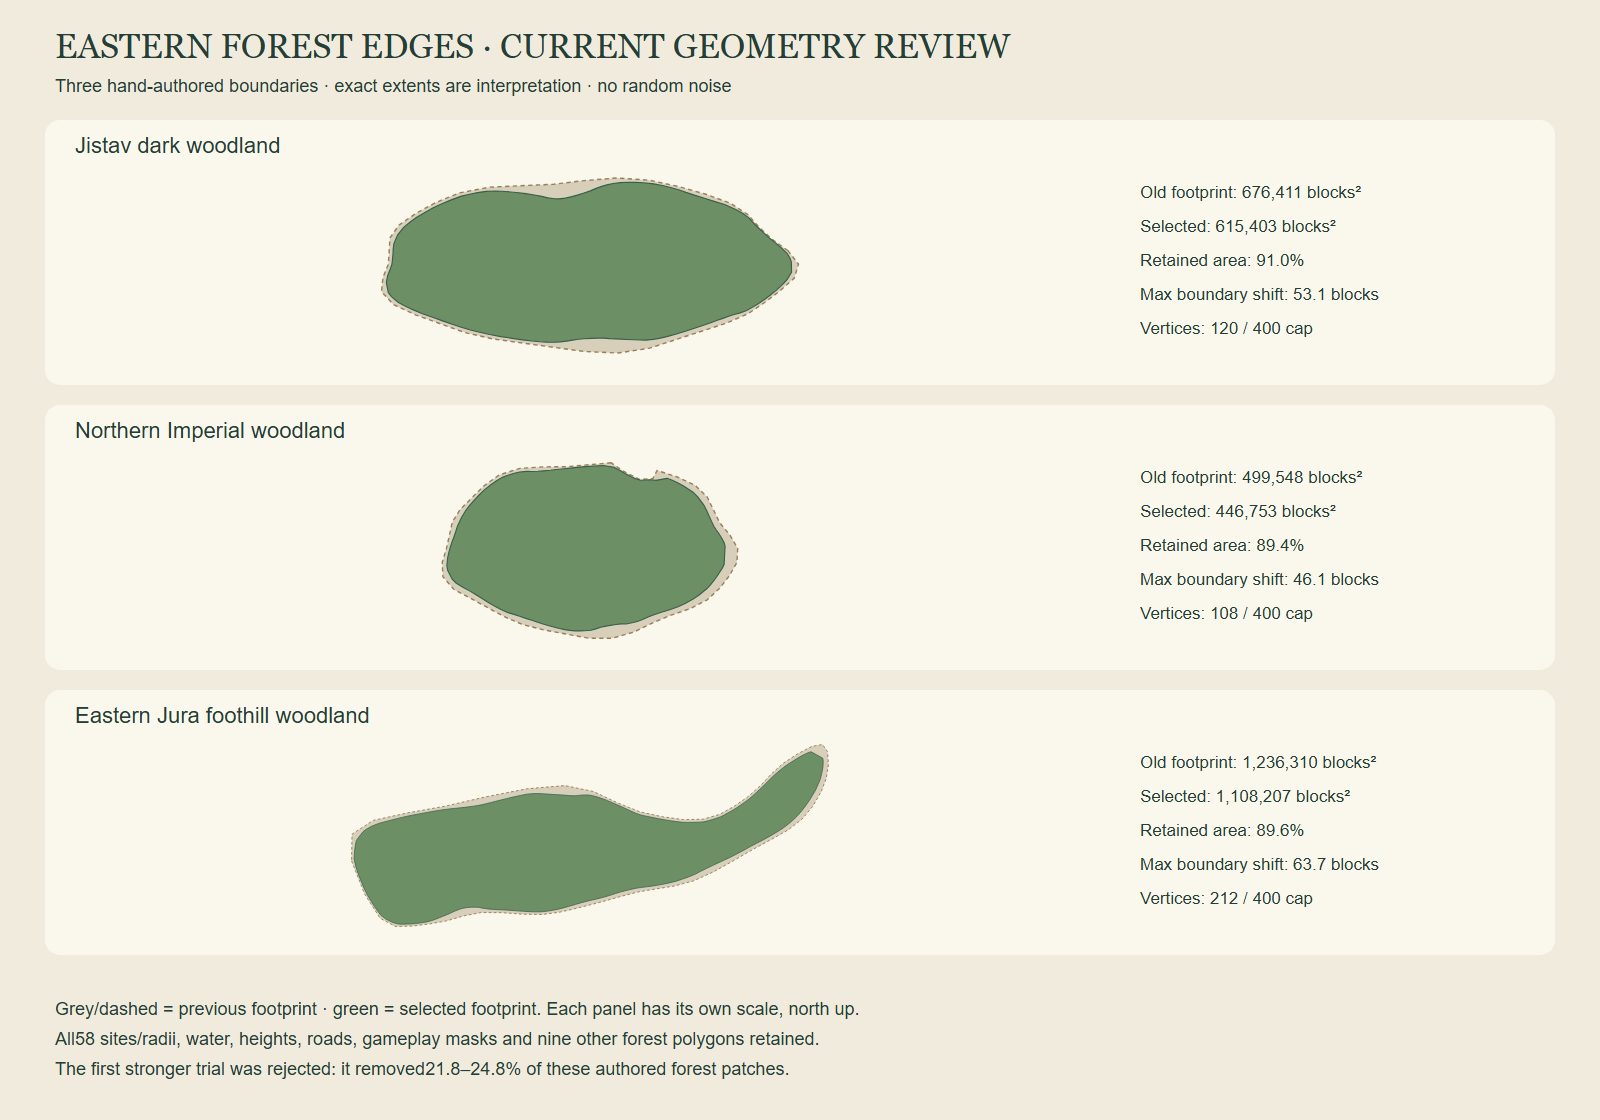 EASTERN FOREST EDGES · CURRENT GEOMETRY REVIEW
Three hand-authored boundaries · exact extents are interpretation · no random noise
Jistav dark woodland
Old footprint: 676,411 blocks²
Selected: 615,403 blocks²
Retained area: 91.0%
Max boundary shift: 53.1 blocks
Vertices: 120 / 400 cap
Northern Imperial woodland
Old footprint: 499,548 blocks²
Selected: 446,753 blocks²
Retained area: 89.4%
Max boundary shift: 46.1 blocks
Vertices: 108 / 400 cap
Eastern Jura foothill woodland
Old footprint: 1,236,310 blocks²
Selected: 1,108,207 blocks²
Retained area: 89.6%
Max boundary shift: 63.7 blocks
Vertices: 212 / 400 cap
Grey/dashed = previous footprint · green = selected footprint. Each panel has its own scale, north up.
All58 sites/radii, water, heights, roads, gameplay masks and nine other forest polygons retained.
The first stronger trial was rejected: it removed21.8–24.8% of these authored forest patches.